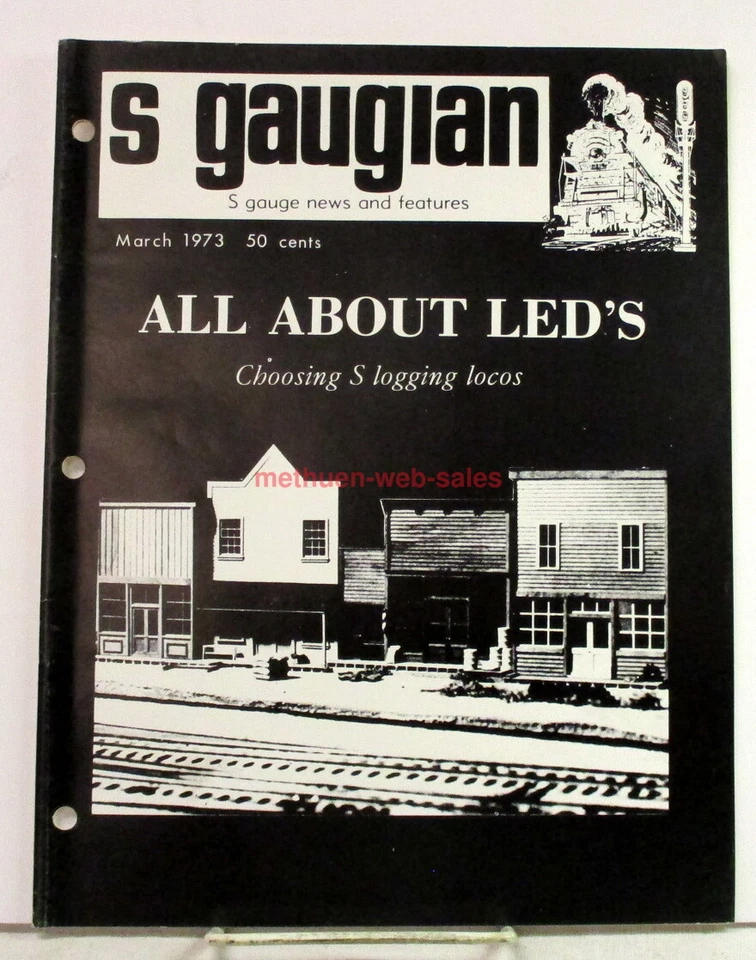 s gaugian
S gauge news and features
March 1973 50 cents
ALL ABOUT LED'S
Choosing S logging locos
methuen-web-sales